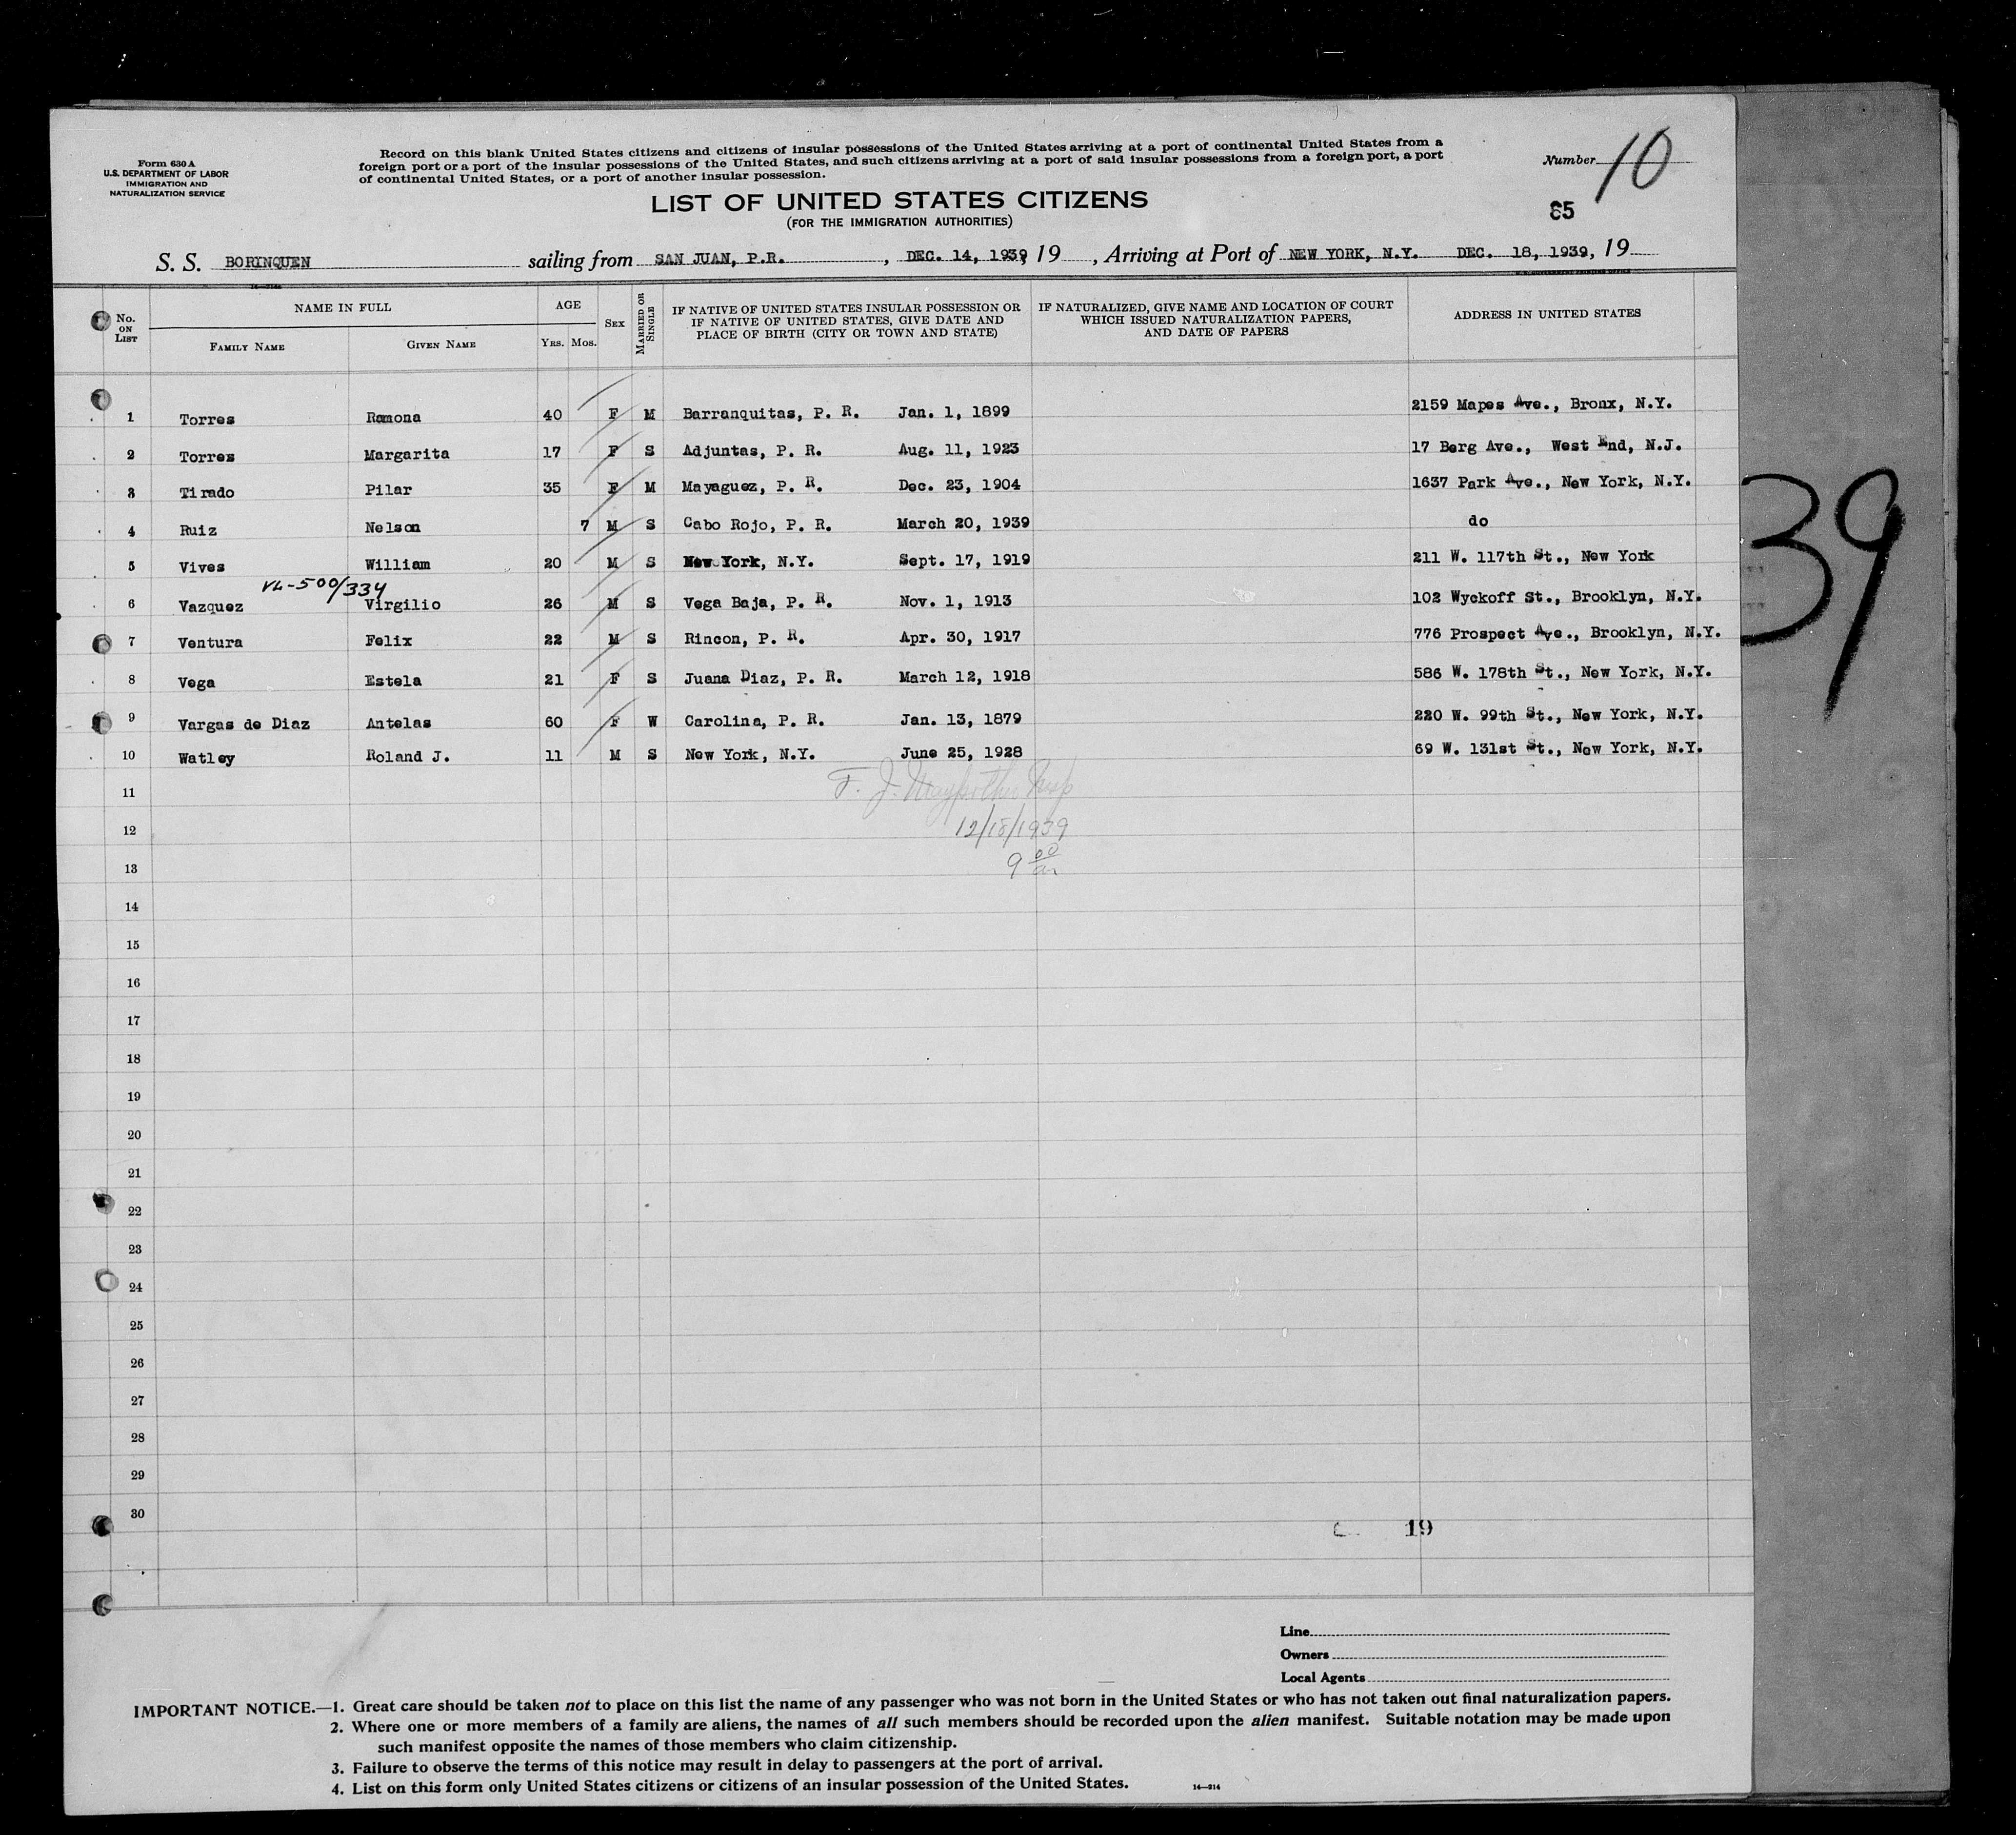 Form 630 A
U.S. DEPARTMENT OF LABOR
IMMIGRATION AND
NATURALIZATION SERVICE
Record on this blank United States citizens and citizens of insular possessions of the United States arriving at a port of continental United States from a
foreign port or a port of the insular possessions of the United States, and such citizens arriving at a port of said insular possessions from a foreign port, a port
of continental United States, or a port of another insular possession.
Number 10
LIST OF UNITED STATES CITIZENS
(FOR THE IMMIGRATION AUTHORITIES)
85
S. S. BORINQUEN sailing from SAN JUAN, P.R. , DEC. 14, 1939, 19 , Arriving at Port of NEW YORK, N.Y. DEC. 18, 1939, 19
No. ON LIST
NAME IN FULL
FAMILY NAME
GIVEN NAME
AGE
YRS. MOS.
SEX
MARRIED OR SINGLE
IF NATIVE OF UNITED STATES INSULAR POSSESSION OR
IF NATIVE OF UNITED STATES, GIVE DATE AND
PLACE OF BIRTH (CITY OR TOWN AND STATE)
IF NATURALIZED, GIVE NAME AND LOCATION OF COURT
WHICH ISSUED NATURALIZATION PAPERS,
AND DATE OF PAPERS
ADDRESS IN UNITED STATES
1 Torres Ramona 40 F M Barranquitas, P. R. Jan. 1, 1899 2159 Mapes Ave., Bronx, N.Y.
2 Torres Margarita 17 F S Adjuntas, P. R. Aug. 11, 1923 17 Berg Ave., West End, N.J.
3 Tirado Pilar 35 F M Mayaguez, P. R. Dec. 23, 1904 1637 Park Ave., New York, N.Y.
4 Ruiz Nelson 7 M S Cabo Rojo, P. R. March 20, 1939 do
5 Vives William 20 M S New York, N.Y. Sept. 17, 1919 211 W. 117th St., New York
VL-500/334
6 Vazquez Virgilio 26 M S Vega Baja, P. R. Nov. 1, 1913 102 Wyckoff St., Brooklyn, N.Y.
7 Ventura Felix 22 M S Rincon, P. R. Apr. 30, 1917 776 Prospect Ave., Brooklyn, N.Y.
8 Vega Estela 21 F S Juana Diaz, P. R. March 12, 1918 586 W. 178th St., New York, N.Y.
9 Vargas de Diaz Antelas 60 F W Carolina, P. R. Jan. 13, 1879 220 W. 99th St., New York, N.Y.
10 Watley Roland J. 11 M S New York, N.Y. June 25, 1928 69 W. 131st St., New York, N.Y.
39
11 F. J.
12 12/18/1939
13 9 00
14
15
16
17
18
19
20
21
22
23
24
25
26
27
28
29
30
19
Line
Owners
Local Agents
IMPORTANT NOTICE.—1. Great care should be taken not to place on this list the name of any passenger who was not born in the United States or who has not taken out final naturalization papers.
2. Where one or more members of a family are aliens, the names of all such members should be recorded upon the alien manifest. Suitable notation may be made upon
such manifest opposite the names of those members who claim citizenship.
3. Failure to observe the terms of this notice may result in delay to passengers at the port of arrival.
4. List on this form only United States citizens or citizens of an insular possession of the United States. 14—214